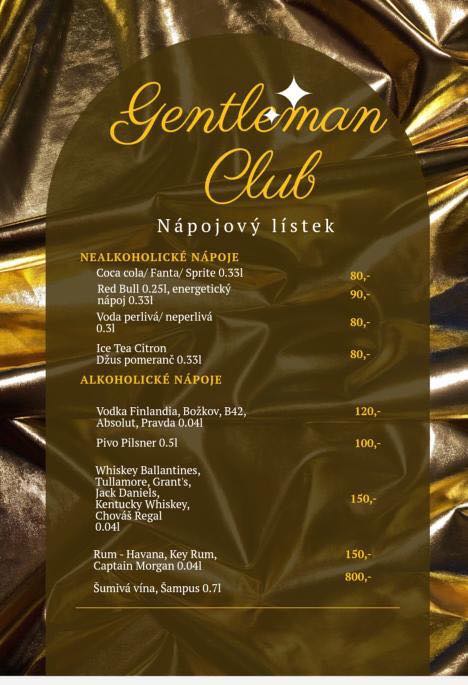 Gentleman
Club
Nápojový lístek
NEALKOHOLICKÉ NÁPOJE
Coca cola/ Fanta/ Sprite 0.33l
80,-
Red Bull 0.25l, energetický
nápoj 0.33l
90,-
Voda perlivá/ neperlivá
0.3l
80,-
Ice Tea Citron
Džus pomeranč 0.33l
80,-
ALKOHOLICKÉ NÁPOJE
Vodka Finlandia, Božkov, B42,
Absolut, Pravda 0.04l
120,-
Pivo Pilsner 0.5l
100,-
Whiskey Ballantines,
Tullamore, Grant's,
Jack Daniels,
Kentucky Whiskey,
Chováš Regal
0.04l
150,-
Rum - Havana, Key Rum,
Captain Morgan 0.04l
150,-
Šumivá vína, Šampus 0.7l
800,-